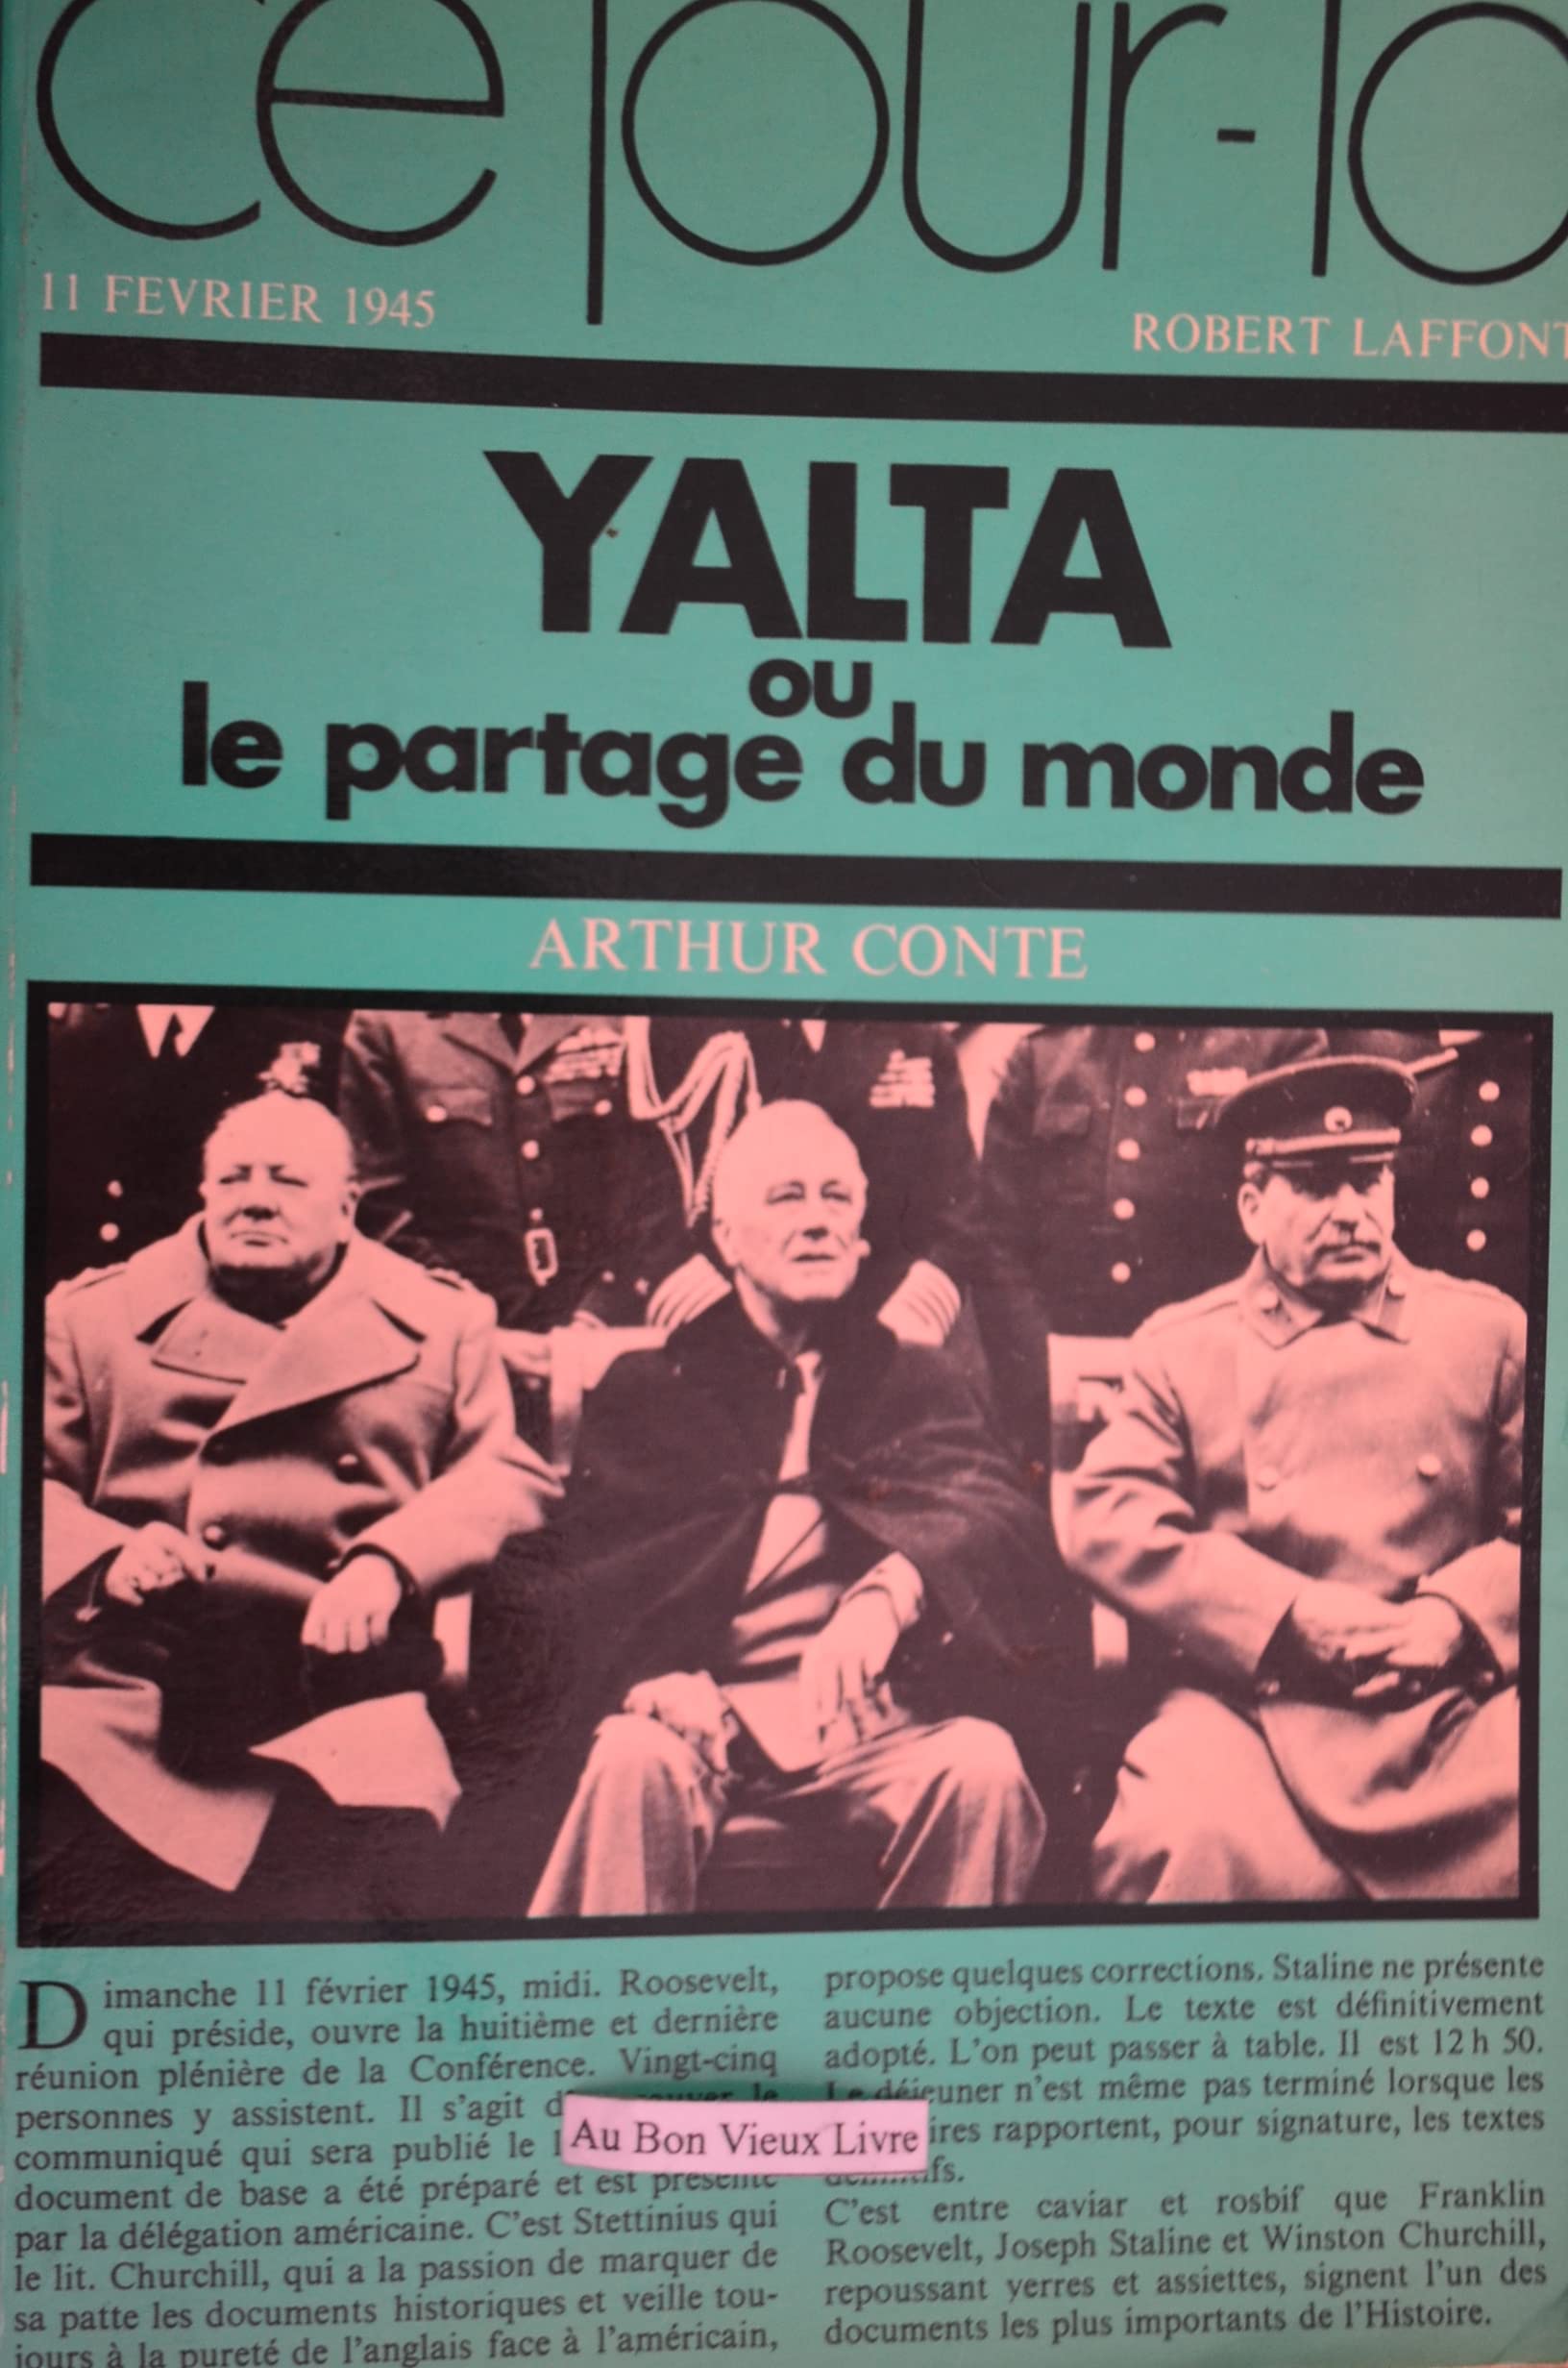 ce jour-là
11 FEVRIER 1945
ROBERT LAFFONT
YALTA
ou
le partage du monde
ARTHUR CONTE
Dimanche 11 février 1945, midi. Roosevelt,
qui préside, ouvre la huitième et dernière
réunion plénière de la Conférence. Vingt-cinq
personnes y assistent. Il s'agit le
communiqué qui sera publié le
document de base a été préparé et est présenté
par la délégation américaine. C'est Stettinius qui
le lit. Churchill, qui a la passion de marquer de
sa patte les documents historiques et veille tou-
jours à la pureté de l'anglais face à l'américain,
propose quelques corrections. Staline ne présente
aucune objection. Le texte est définitivement
adopté. L'on peut passer à table. Il est 12 h 50.
Le déjeuner n'est même pas terminé lorsque les
ires rapportent, pour signature, les textes
fs.
C'est entre caviar et rosbif que Franklin
Roosevelt, Joseph Staline et Winston Churchill,
repoussant verres et assiettes, signent l'un des
documents les plus importants de l'Histoire.
Au Bon Vieux Livre